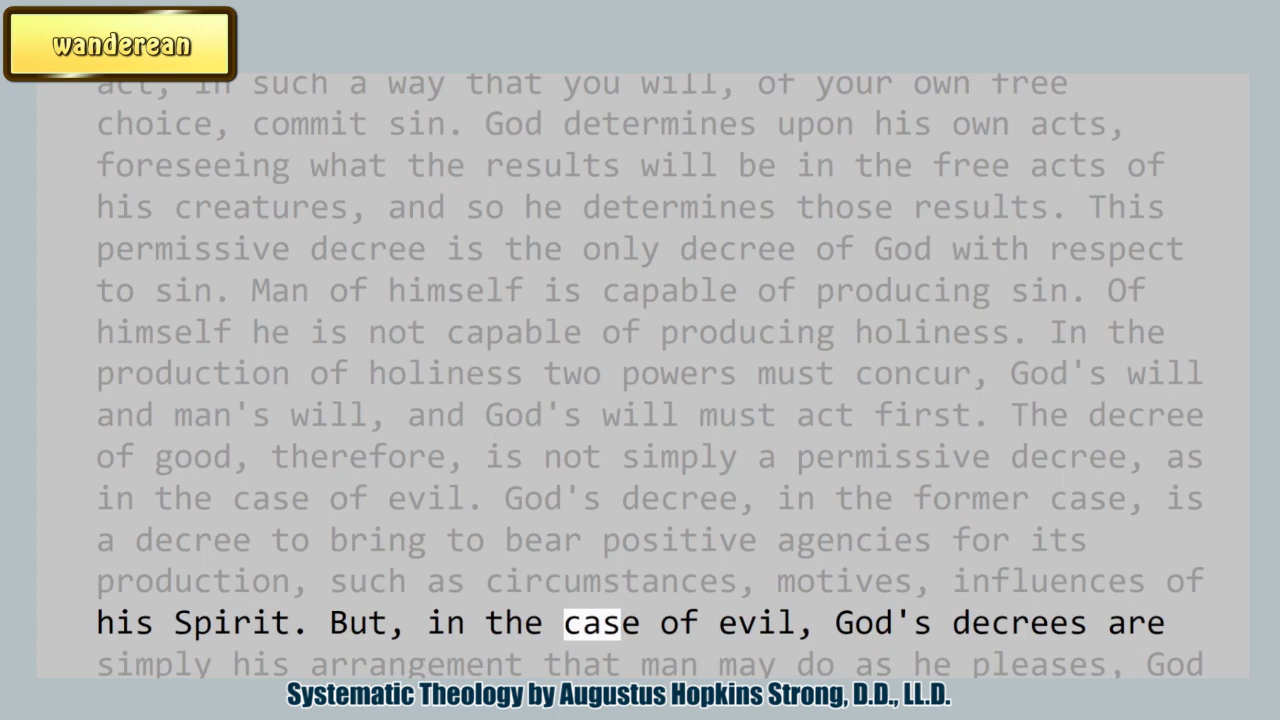 wanderean
act, in such a way that you will, of your own free
choice, commit sin. God determines upon his own acts,
foreseeing what the results will be in the free acts of
his creatures, and so he determines those results. This
permissive decree is the only decree of God with respect
to sin. Man of himself is capable of producing sin. Of
himself he is not capable of producing holiness. In the
production of holiness two powers must concur, God's will
and man's will, and God's will must act first. The decree
of good, therefore, is not simply a permissive decree, as
in the case of evil. God's decree, in the former case, is
a decree to bring to bear positive agencies for its
production, such as circumstances, motives, influences of
his Spirit. But, in the case of evil, God's decrees are
simply his arrangement that man may do as he pleases, God
Systematic Theology by Augustus Hopkins Strong, D.D., LL.D.